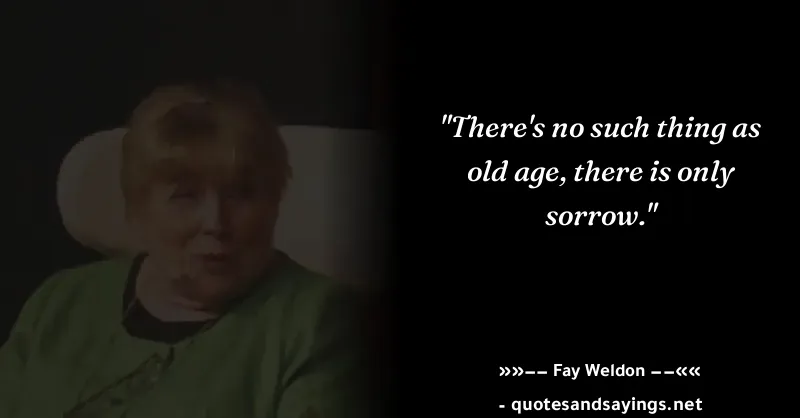 "There's no such thing as
old age, there is only
sorrow."
»»–– Fay Weldon ––««
- quotesandsayings.net